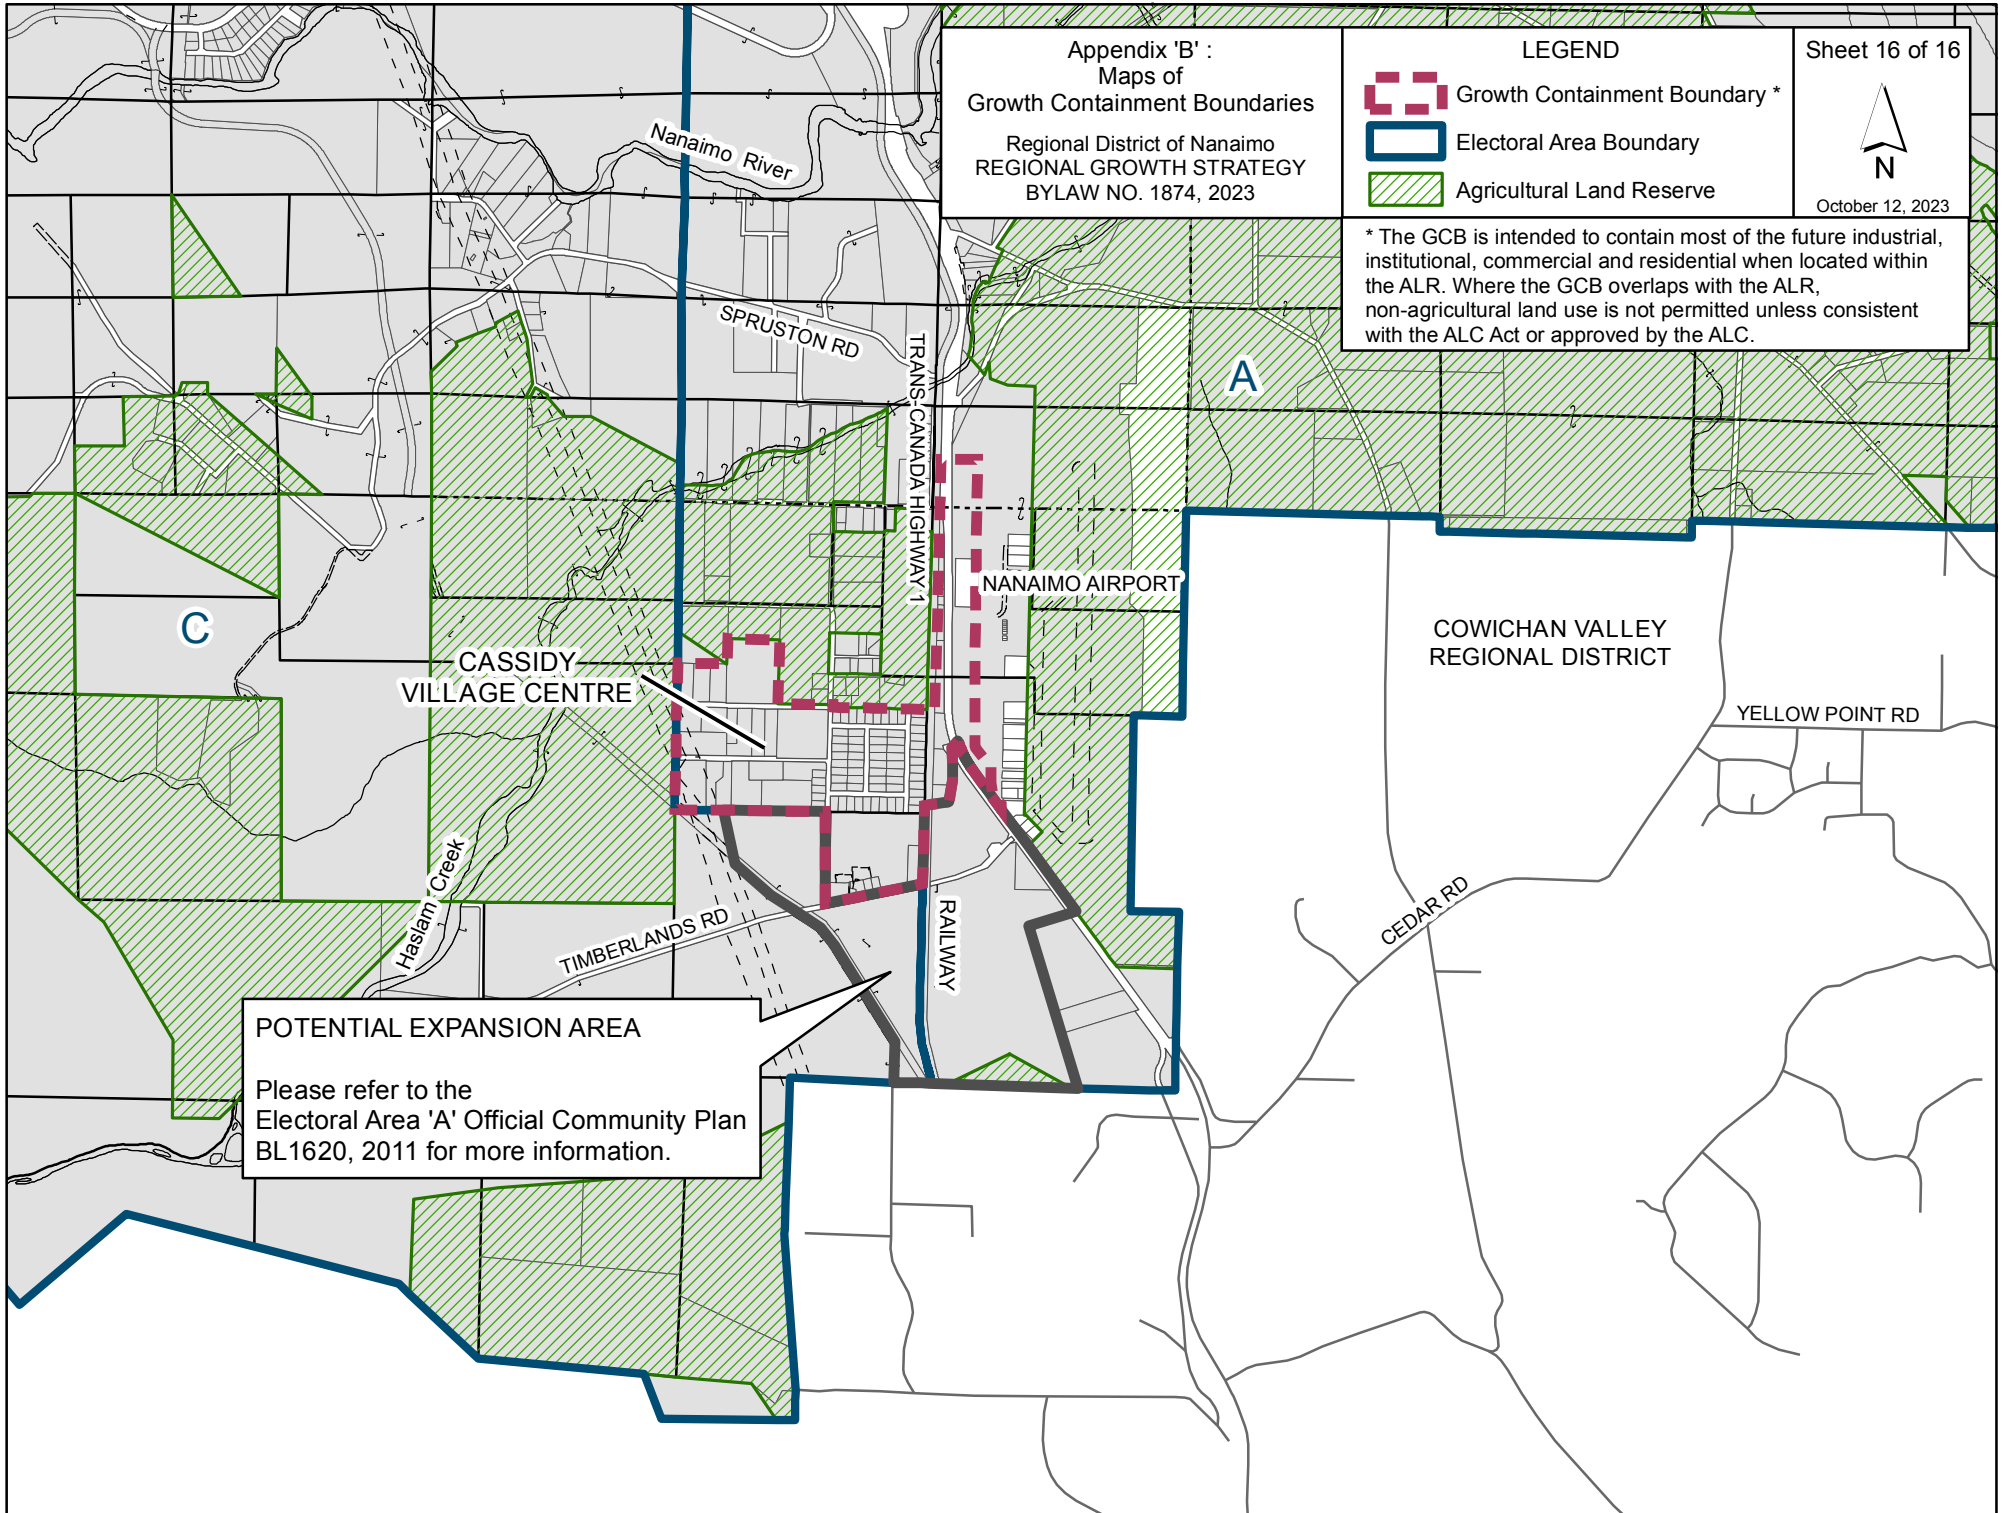 Appendix 'B' :
Maps of
Growth Containment Boundaries
Regional District of Nanaimo
REGIONAL GROWTH STRATEGY
BYLAW NO. 1874, 2023
LEGEND
Growth Containment Boundary *
Electoral Area Boundary
Agricultural Land Reserve
Sheet 16 of 16
N
October 12, 2023
* The GCB is intended to contain most of the future industrial,
institutional, commercial and residential when located within
the ALR. Where the GCB overlaps with the ALR,
non-agricultural land use is not permitted unless consistent
with the ALC Act or approved by the ALC.
Nanaimo River
SPRUSTON RD
TRANS-CANADA HIGHWAY 1
A
NANAIMO AIRPORT
C
CASSIDY
VILLAGE CENTRE
COWICHAN VALLEY
REGIONAL DISTRICT
YELLOW POINT RD
CEDAR RD
Haslam Creek
TIMBERLANDS RD
RAILWAY
POTENTIAL EXPANSION AREA
Please refer to the
Electoral Area 'A' Official Community Plan
BL1620, 2011 for more information.